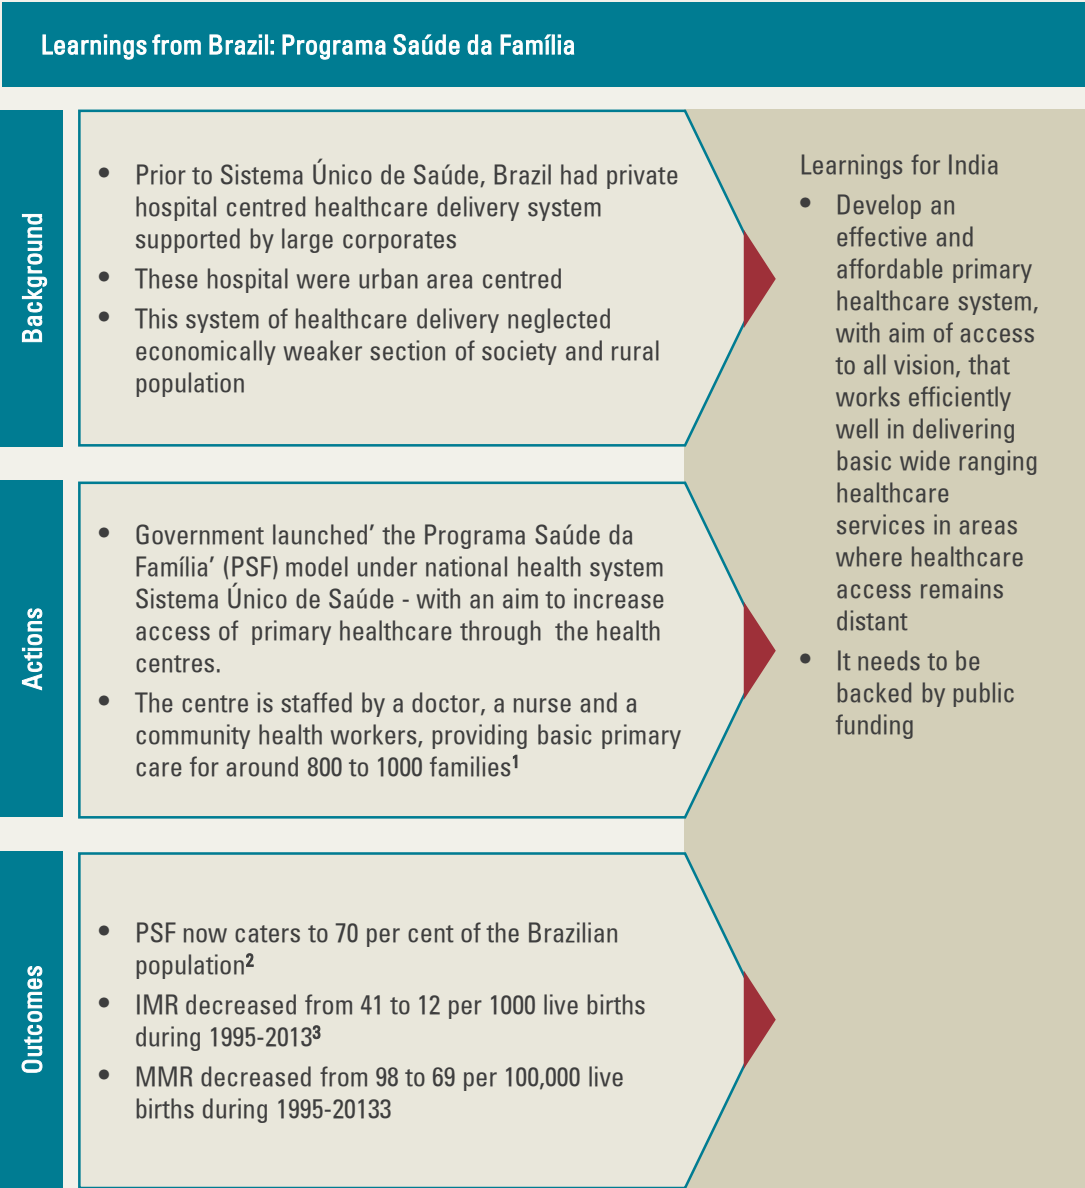 Learnings from Brazil: Programa Saúde da Família
Background
• Prior to Sistema Único de Saúde, Brazil had private
hospital centred healthcare delivery system
supported by large corporates
• These hospital were urban area centred
• This system of healthcare delivery neglected
economically weaker section of society and rural
population
Actions
• Government launched’ the Programa Saúde da
Família’ (PSF) model under national health system
Sistema Único de Saúde - with an aim to increase
access of primary healthcare through the health
centres.
• The centre is staffed by a doctor, a nurse and a
community health workers, providing basic primary
care for around 800 to 1000 families1
Outcomes
• PSF now caters to 70 per cent of the Brazilian
population2
• IMR decreased from 41 to 12 per 1000 live births
during 1995-20133
• MMR decreased from 98 to 69 per 100,000 live
births during 1995-20133
Learnings for India
• Develop an
effective and
affordable primary
healthcare system,
with aim of access
to all vision, that
works efficiently
well in delivering
basic wide ranging
healthcare
services in areas
where healthcare
access remains
distant
• It needs to be
backed by public
funding